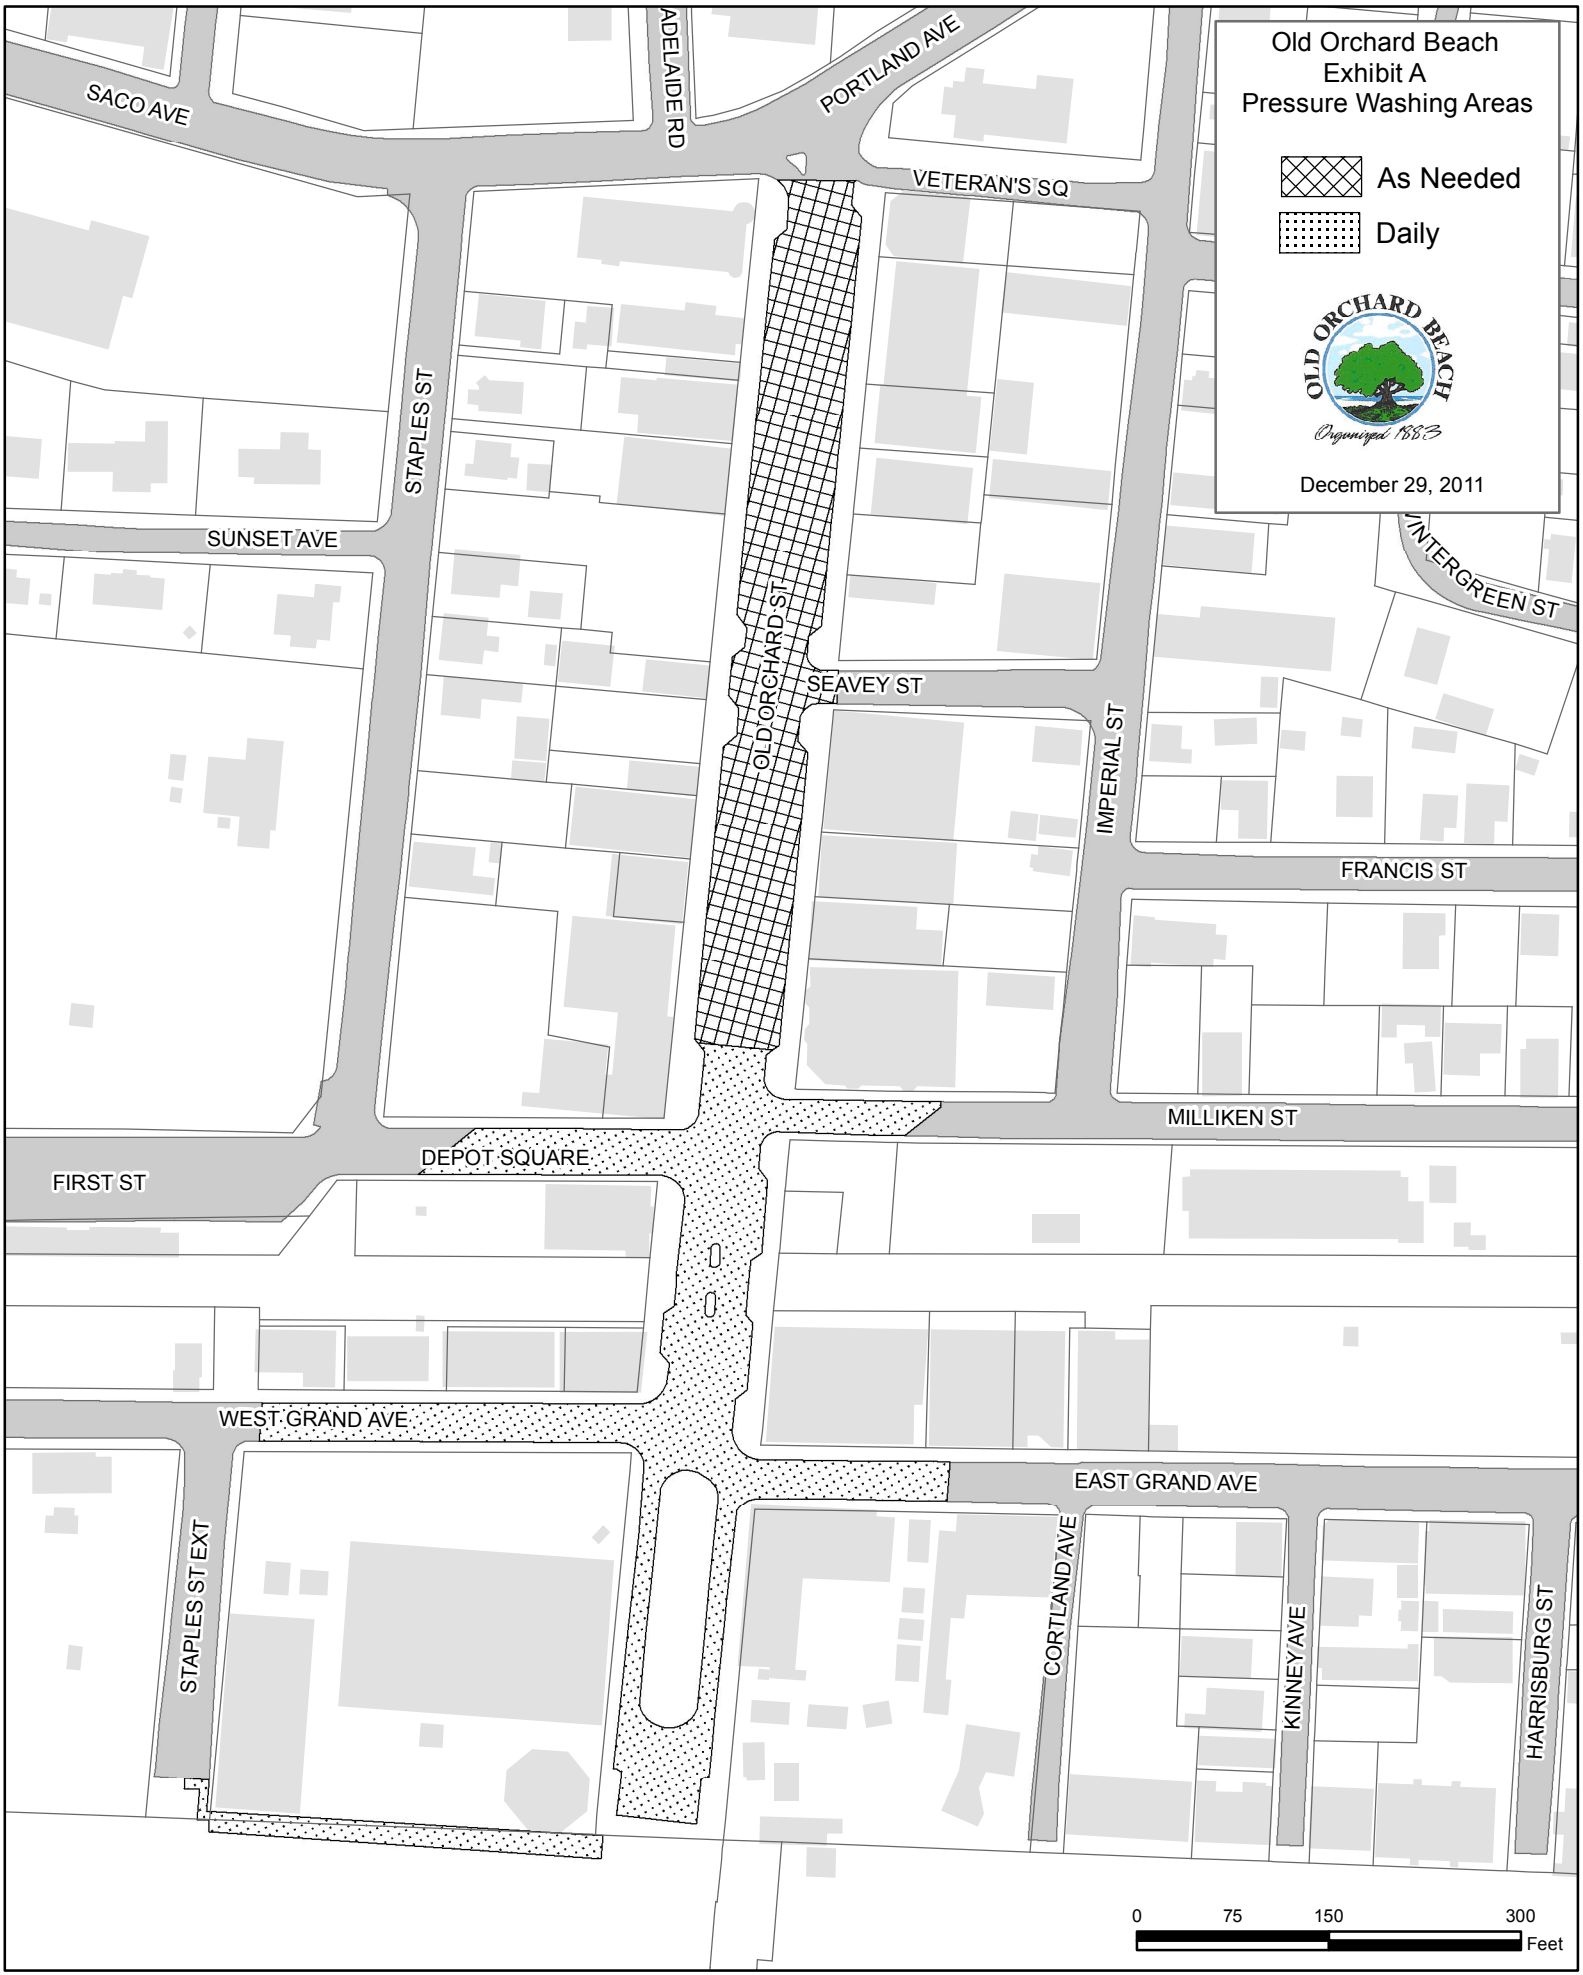 Old Orchard Beach
Exhibit A
Pressure Washing Areas
As Needed
Daily
OLD ORCHARD BEACH
Organized 1883
December 29, 2011
ADELAIDE RD
PORTLAND AVE
SACO AVE
VETERAN'S SQ
STAPLES ST
SUNSET AVE
WINTERGREEN ST
OLD ORCHARD ST
SEAVEY ST
IMPERIAL ST
FRANCIS ST
MILLIKEN ST
DEPOT SQUARE
FIRST ST
WEST GRAND AVE
EAST GRAND AVE
STAPLES ST EXT
CORTLAND AVE
KINNEY AVE
HARRISBURG ST
0 75 150 300
Feet